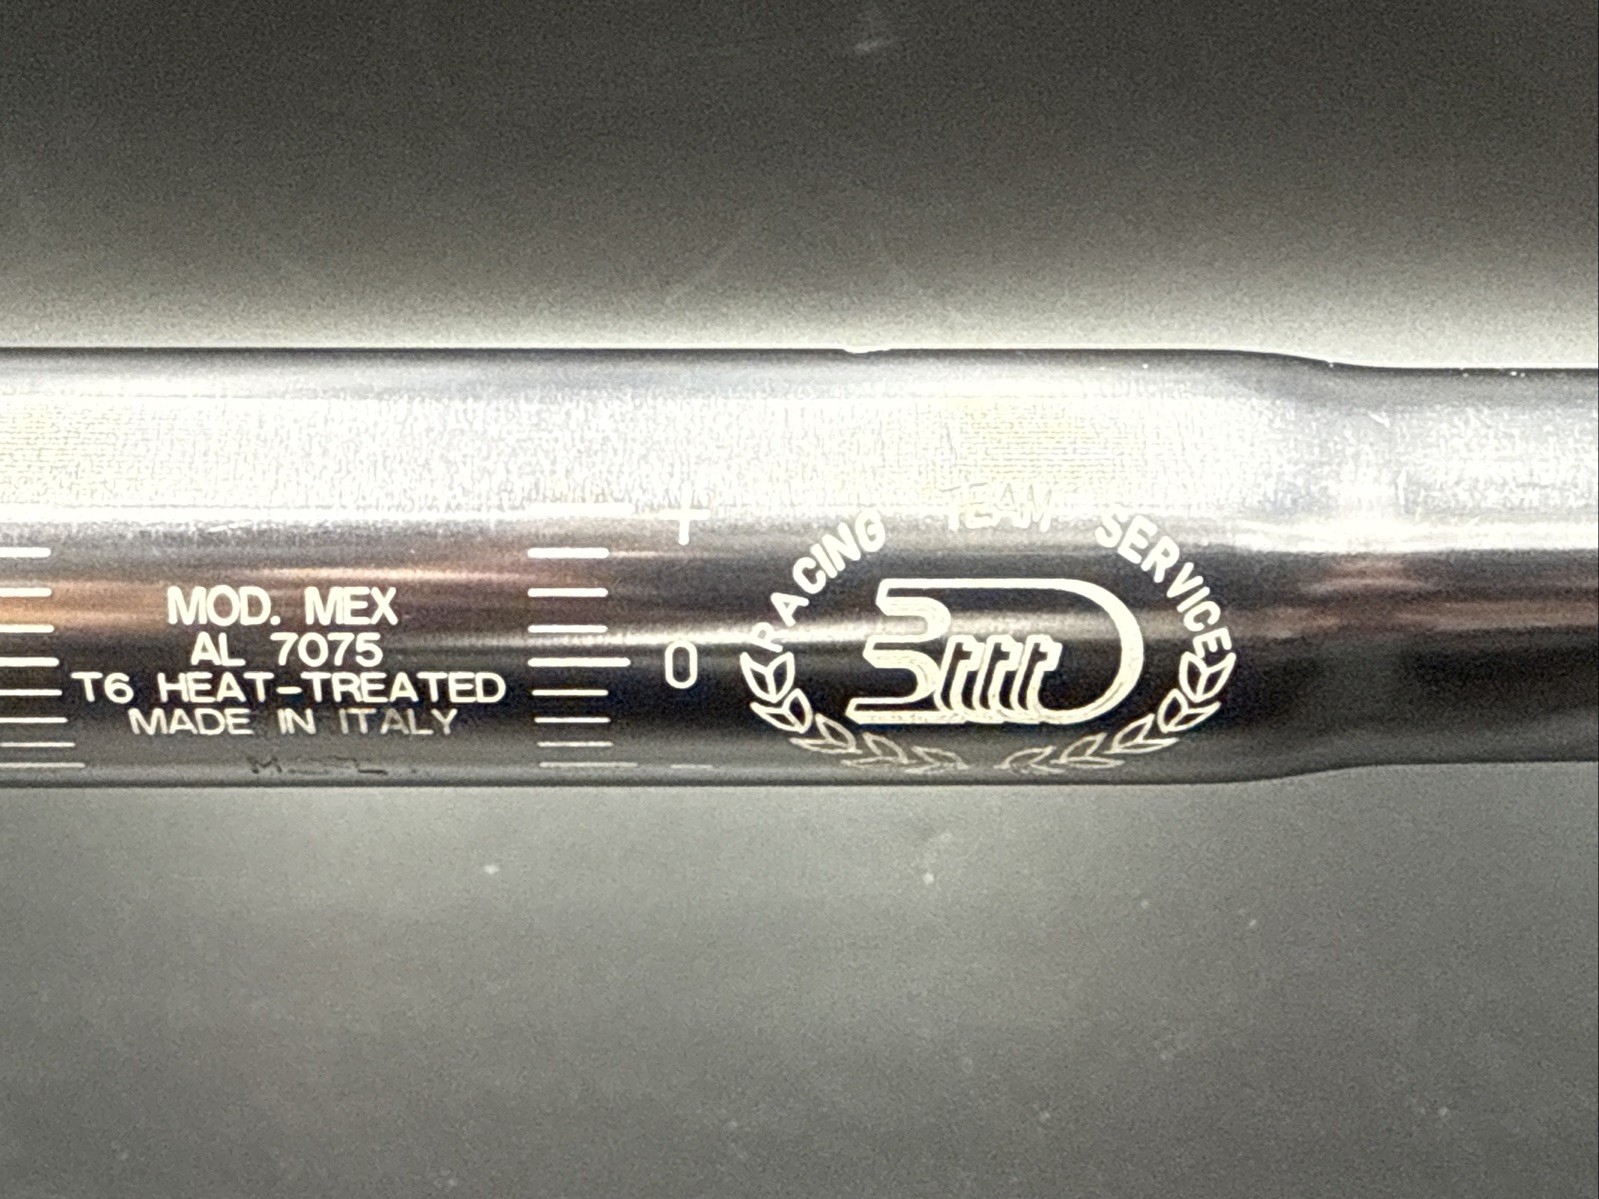 MOD. MEX
AL 7075
T6 HEAT-TREATED
MADE IN ITALY
+
0
-
RACING TEAM SERVICE
3ttt